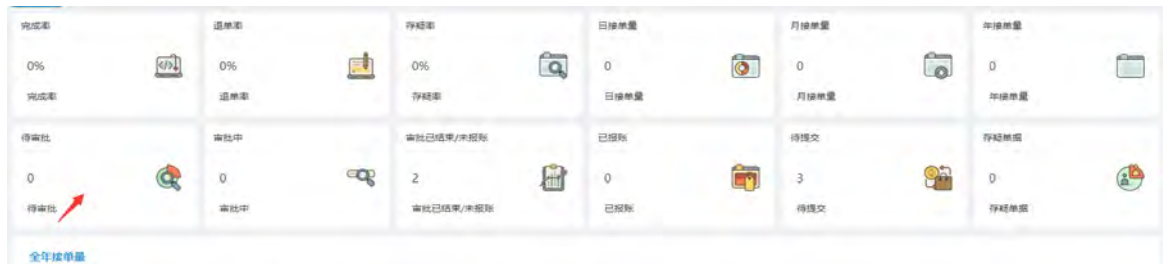 完成率 退单率 存疑率 日接单量 月接单量 年接单量
0% 0% 0% 0 0 0
完成率 退单率 存疑率 日接单量 月接单量 年接单量
待审批 审批中 审批已结束/未报账 已报账 待提交 存疑单据
0 0 2 0 3 0
待审批 审批中 审批已结束/未报账 已报账 待提交 存疑单据
全年接单量